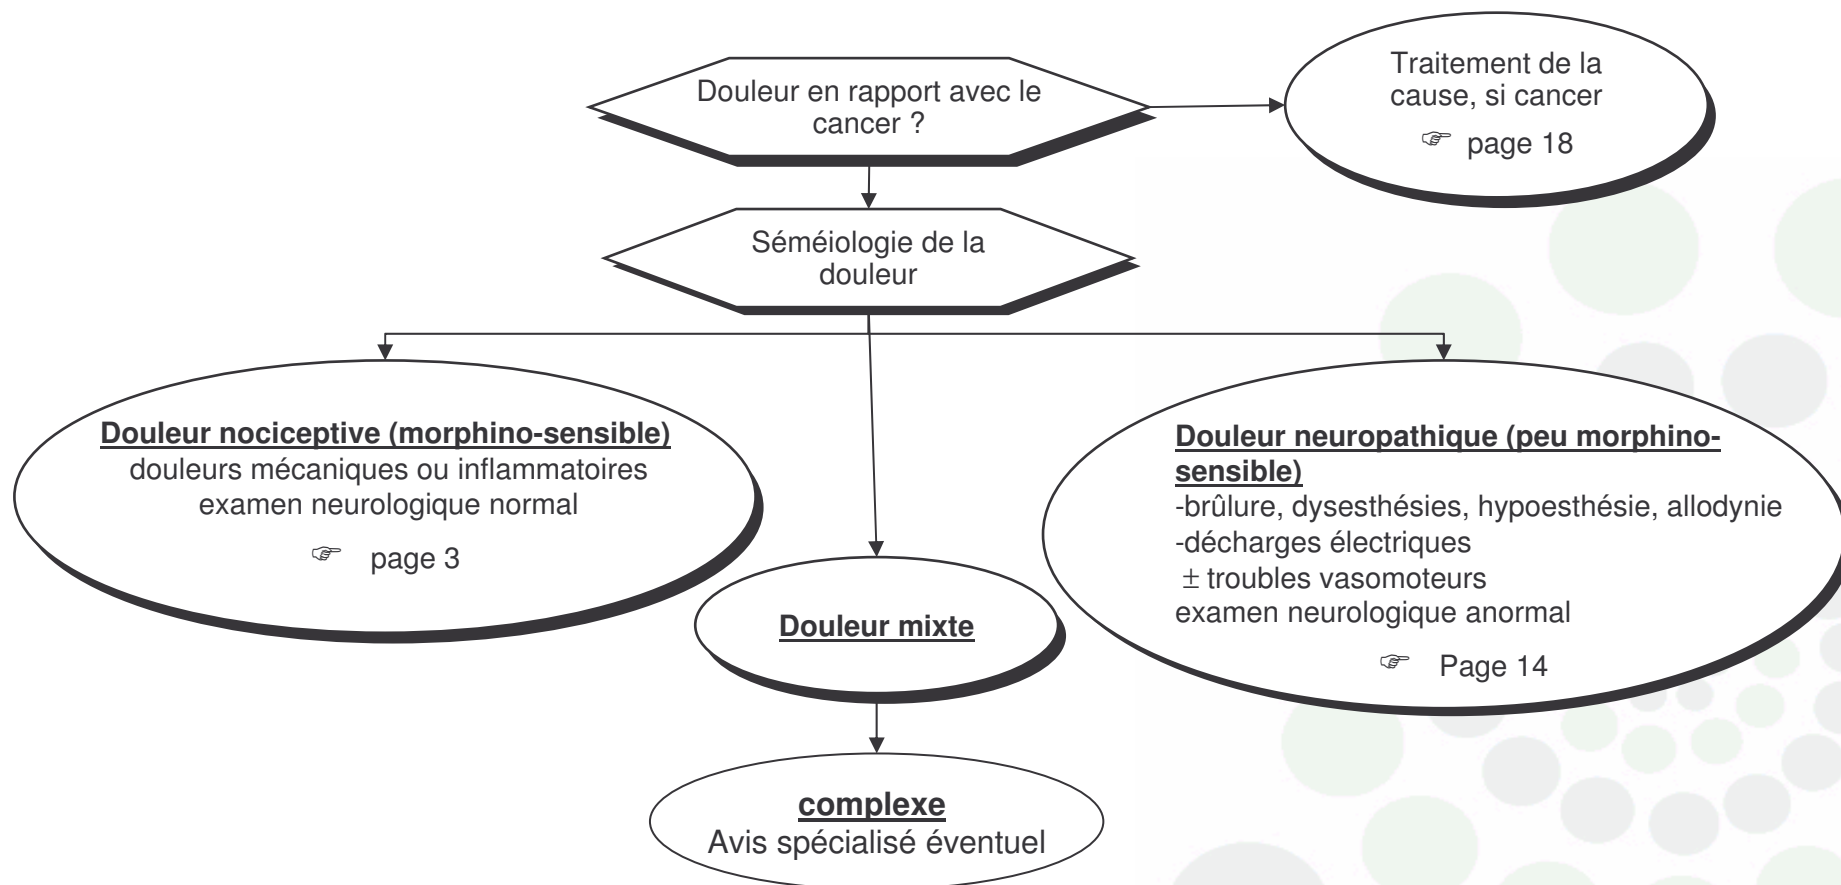 Douleur en rapport avec le
cancer ?
Traitement de la
cause, si cancer
☞ page 18
Séméiologie de la
douleur
Douleur nociceptive (morphino-sensible)
douleurs mécaniques ou inflammatoires
examen neurologique normal
☞ page 3
Douleur neuropathique (peu morphino-
sensible)
-brûlure, dysesthésies, hypoesthésie, allodynie
-décharges électriques
± troubles vasomoteurs
examen neurologique anormal
☞ Page 14
Douleur mixte
complexe
Avis spécialisé éventuel